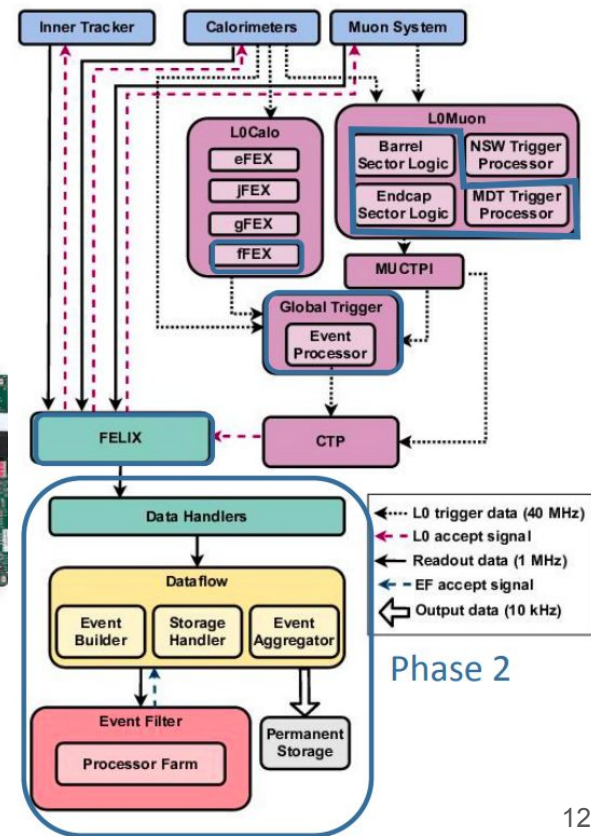 Inner Tracker
Calorimeters
Muon System
L0Calo
eFEX
jFEX
gFEX
fFEX
L0Muon
Barrel
Sector Logic
NSW Trigger
Processor
Endcap
Sector Logic
MDT Trigger
Processor
MUCTPI
Global Trigger
Event
Processor
FELIX
CTP
Data Handlers
Dataflow
Event
Builder
Storage
Handler
Event
Aggregator
Event Filter
Processor Farm
Permanent
Storage
L0 trigger data (40 MHz)
L0 accept signal
Readout data (1 MHz)
EF accept signal
Output data (10 kHz)
Phase 2
12